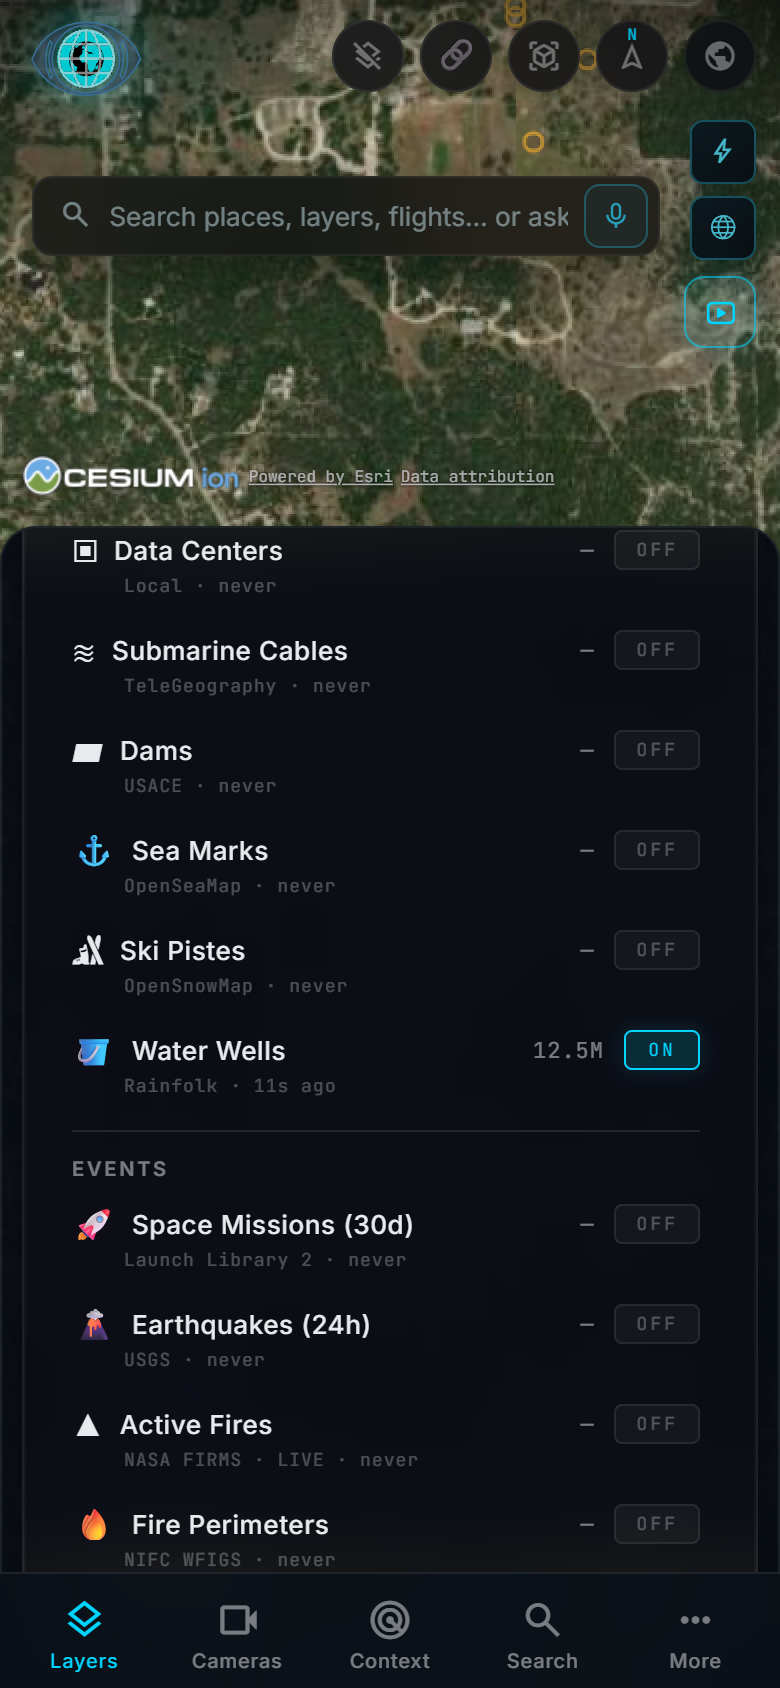 N
Search places, layers, flights... or ask
CESIUM ion Powered by Esri Data attribution
Data Centers – OFF
Local · never
Submarine Cables – OFF
TeleGeography · never
Dams – OFF
USACE · never
Sea Marks – OFF
OpenSeaMap · never
Ski Pistes – OFF
OpenSnowMap · never
Water Wells 12.5M ON
Rainfolk · 11s ago
EVENTS
Space Missions (30d) – OFF
Launch Library 2 · never
Earthquakes (24h) – OFF
USGS · never
Active Fires – OFF
NASA FIRMS · LIVE · never
Fire Perimeters – OFF
NIFC WFIGS · never
Layers Cameras Context Search More